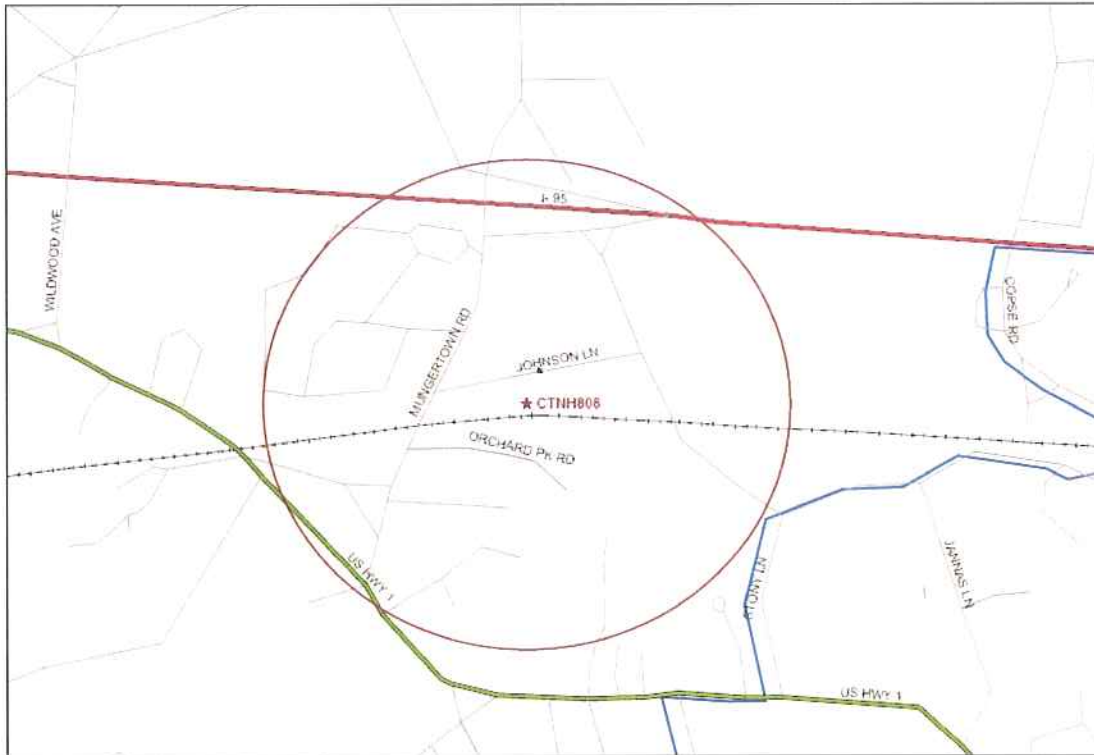 I- 95
WILDWOOD AVE
COPSE RD
MUNGERTOWN RD
JOHNSON LN
CTNH806
ORCHARD PK RD
US HWY 1
STONY LN
JANNAS LN
US HWY 1